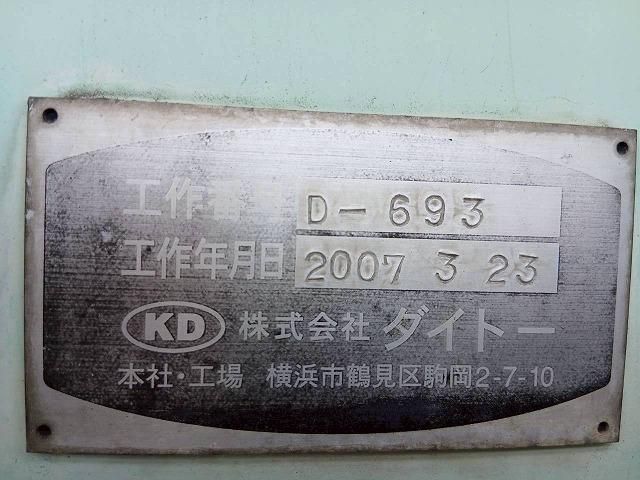 工作番号 D-693
工作年月日 2007 3 23
KD 株式会社 ダイトー
本社・工場 横浜市鶴見区駒岡2-7-10